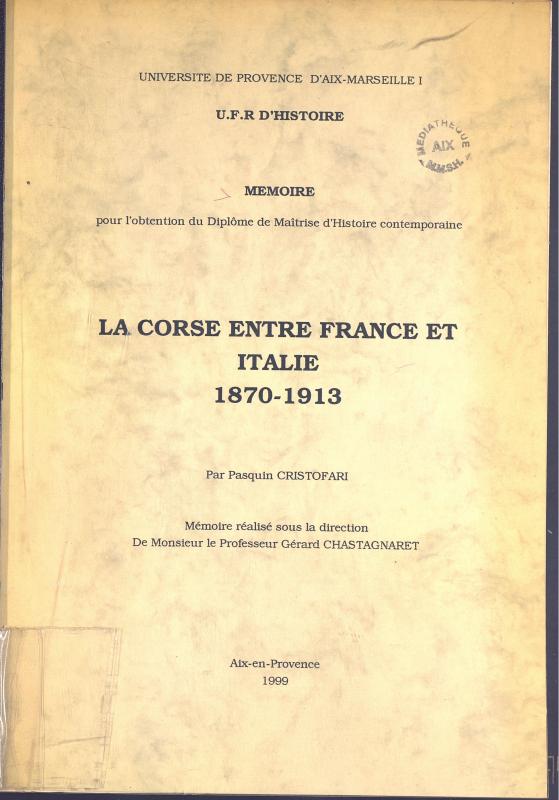 UNIVERSITE DE PROVENCE D'AIX-MARSEILLE I
U.F.R D'HISTOIRE
MEDIATHEQUE
AIX
M.M.S.H.
MEMOIRE
pour l'obtention du Diplôme de Maîtrise d'Histoire contemporaine
LA CORSE ENTRE FRANCE ET
ITALIE
1870-1913
Par Pasquin CRISTOFARI
Mémoire réalisé sous la direction
De Monsieur le Professeur Gérard CHASTAGNARET
Aix-en-Provence
1999